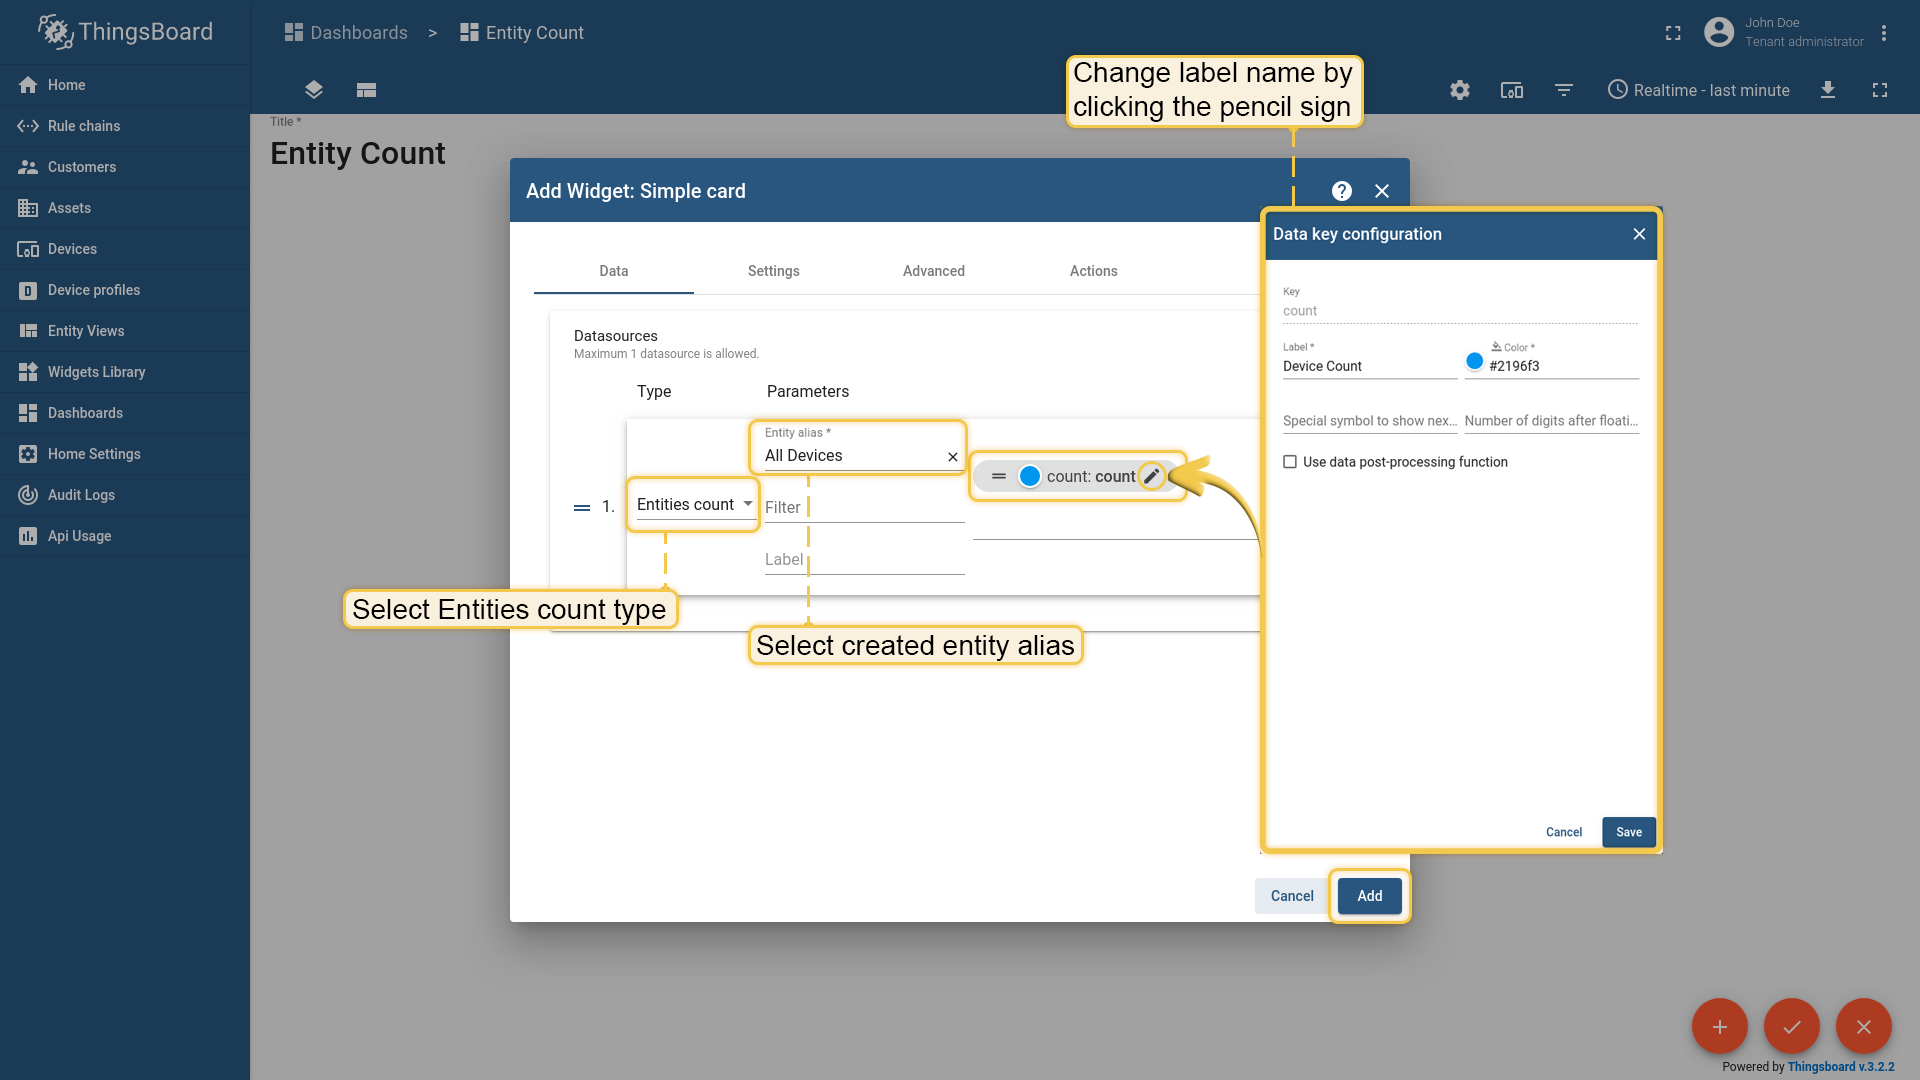 ThingsBoard
Dashboards > Entity Count
John Doe
Tenant administrator
Home
Rule chains
Customers
Assets
Devices
Device profiles
Entity Views
Widgets Library
Dashboards
Home Settings
Audit Logs
Api Usage
Realtime - last minute
Title *
Entity Count
Change label name by
clicking the pencil sign
Add Widget: Simple card
Data
Settings
Advanced
Actions
Datasources
Maximum 1 datasource is allowed.
Type
Parameters
Entity alias *
All Devices
1.
Entities count
Filter
Label
count: count
Select Entities count type
Select created entity alias
Data key configuration
Key
count
Label *
Device Count
Color *
#2196f3
Special symbol to show nex...
Number of digits after floati...
Use data post-processing function
Cancel
Save
Cancel
Add
Powered by Thingsboard v.3.2.2